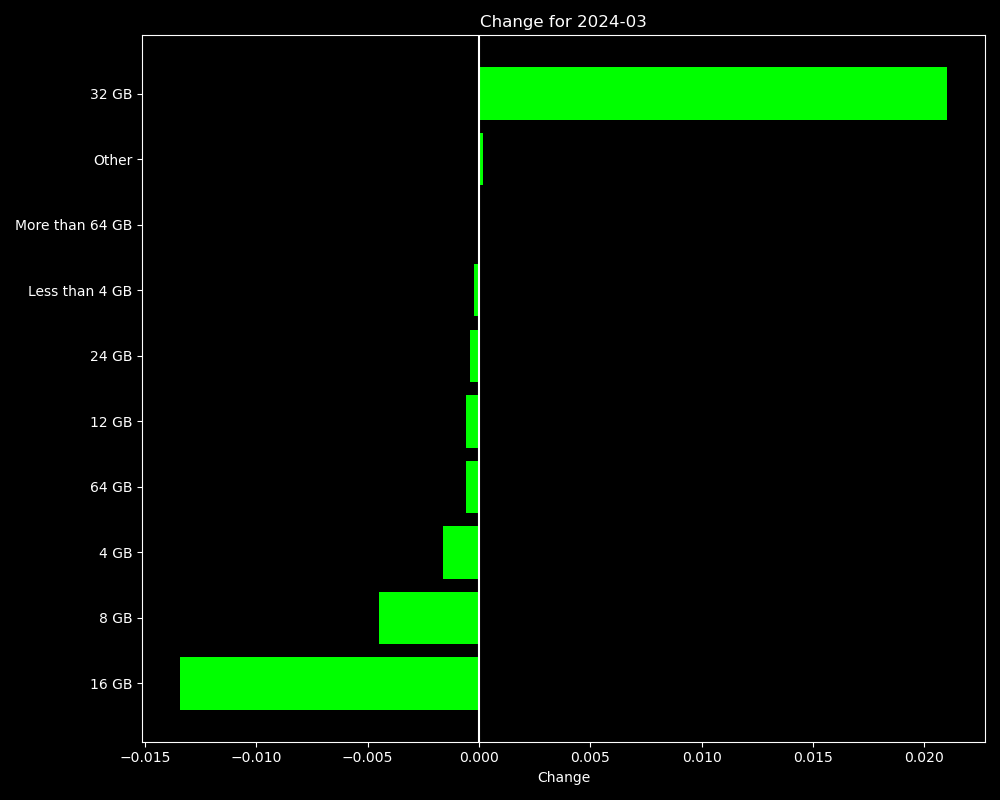 Change for 2024-03
32 GB
Other
More than 64 GB
Less than 4 GB
24 GB
12 GB
64 GB
4 GB
8 GB
16 GB
−0.015 −0.010 −0.005 0.000 0.005 0.010 0.015 0.020
Change